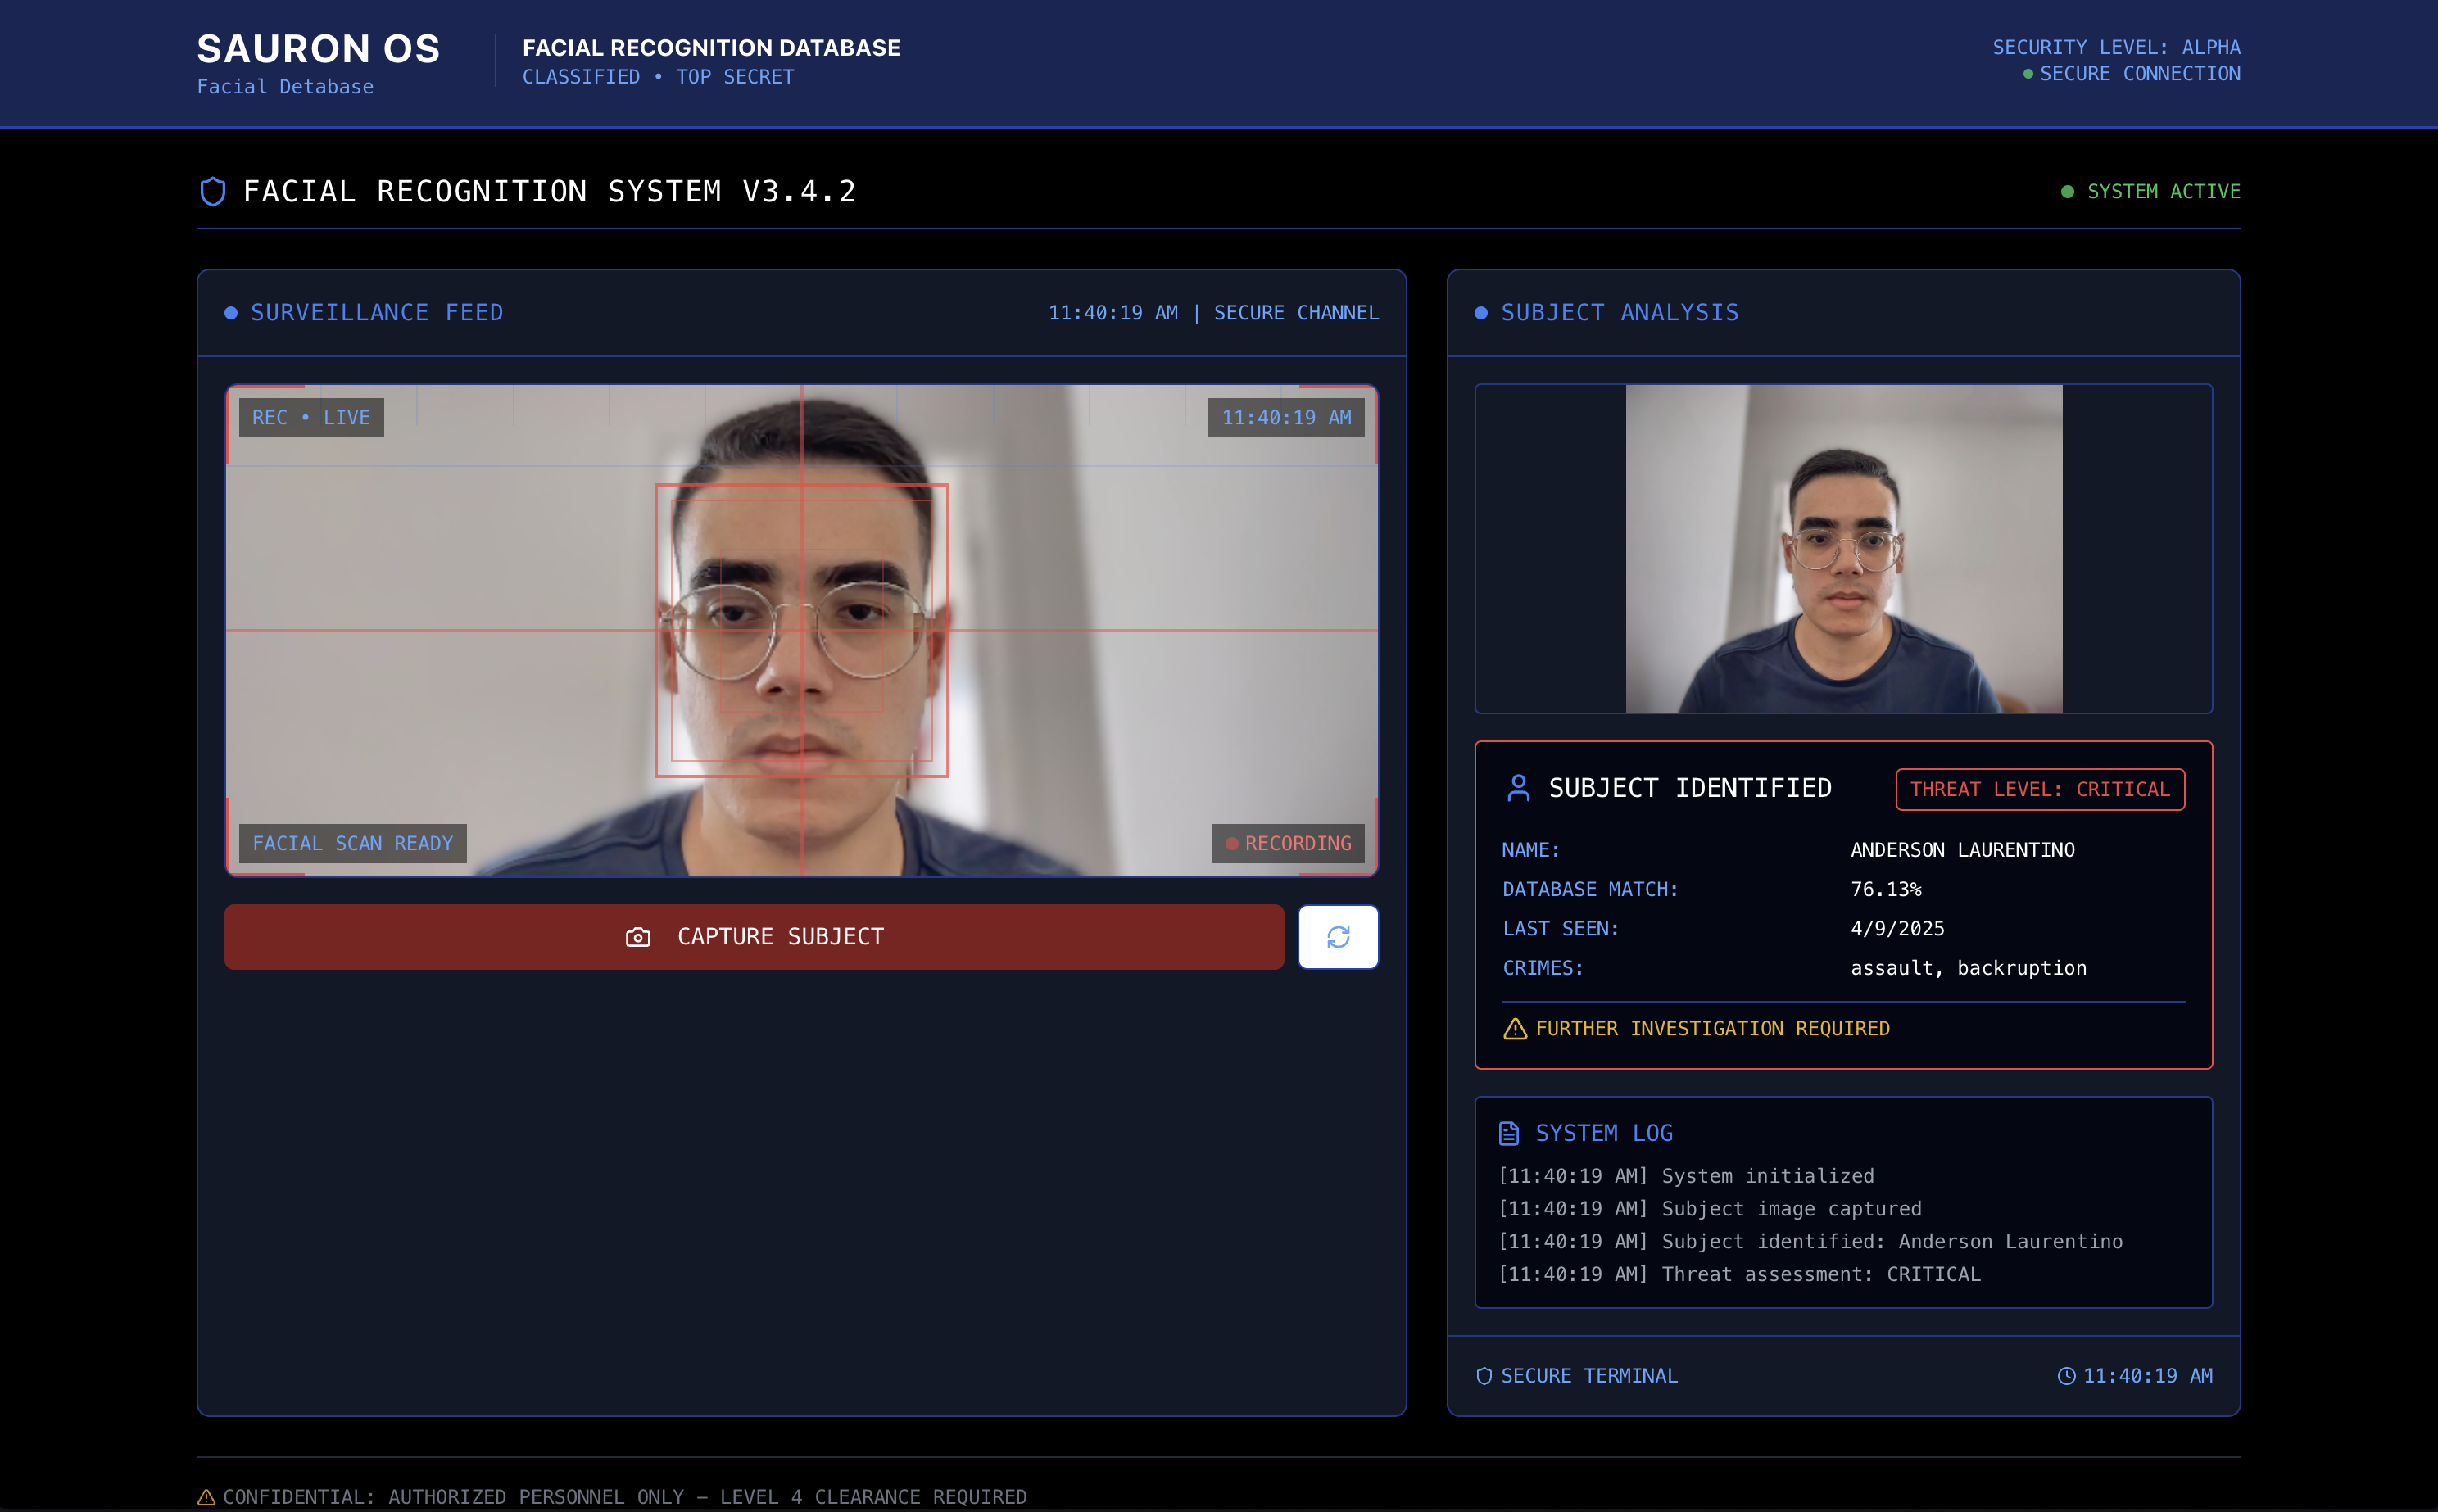 SAURON OS
Facial Detabase
FACIAL RECOGNITION DATABASE
CLASSIFIED • TOP SECRET
SECURITY LEVEL: ALPHA
SECURE CONNECTION
FACIAL RECOGNITION SYSTEM V3.4.2
SYSTEM ACTIVE
SURVEILLANCE FEED
11:40:19 AM | SECURE CHANNEL
REC • LIVE
11:40:19 AM
FACIAL SCAN READY
RECORDING
CAPTURE SUBJECT
SUBJECT ANALYSIS
SUBJECT IDENTIFIED
THREAT LEVEL: CRITICAL
NAME: ANDERSON LAURENTINO
DATABASE MATCH: 76.13%
LAST SEEN: 4/9/2025
CRIMES: assault, backruption
FURTHER INVESTIGATION REQUIRED
SYSTEM LOG
[11:40:19 AM] System initialized
[11:40:19 AM] Subject image captured
[11:40:19 AM] Subject identified: Anderson Laurentino
[11:40:19 AM] Threat assessment: CRITICAL
SECURE TERMINAL
11:40:19 AM
CONFIDENTIAL: AUTHORIZED PERSONNEL ONLY – LEVEL 4 CLEARANCE REQUIRED